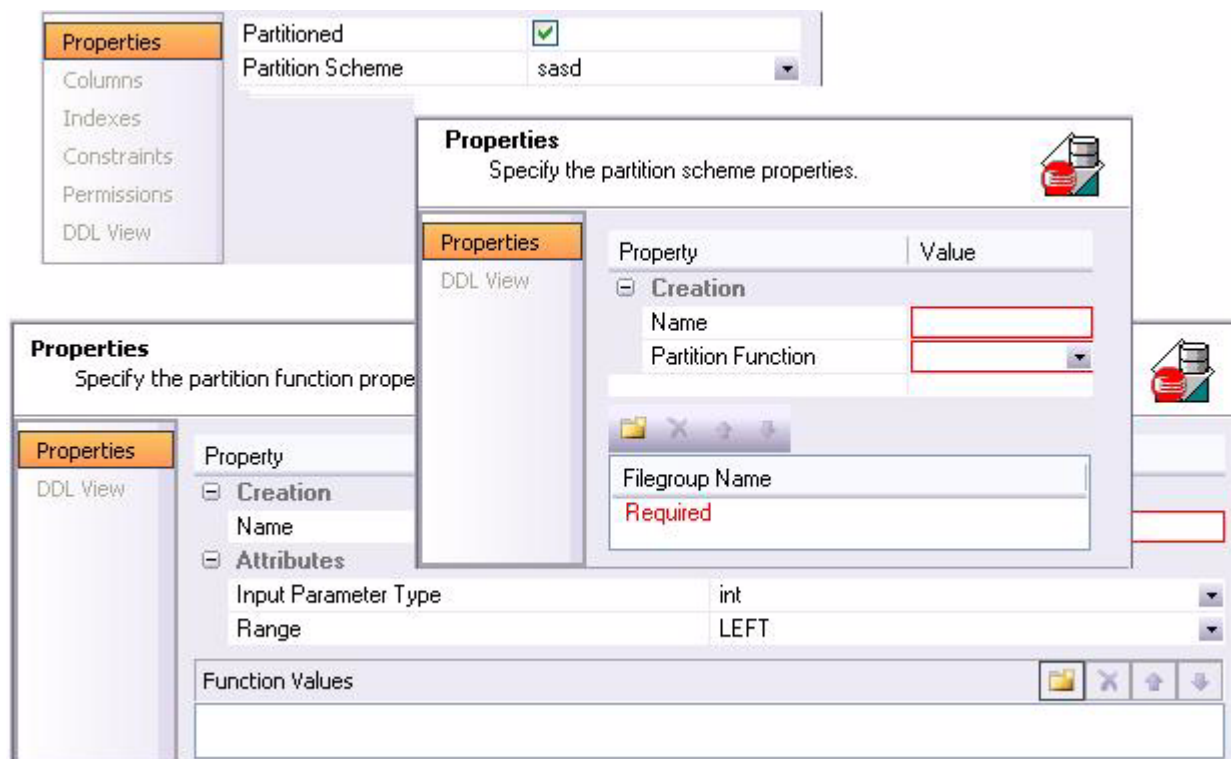 Properties
Partitioned
Partition Scheme sasd
Columns
Indexes
Constraints
Permissions
DDL View
Properties
Specify the partition scheme properties.
Properties
DDL View
Property Value
Creation
Name
Partition Function
Filegroup Name
Required
Properties
Specify the partition function prope
Properties
DDL View
Property
Creation
Name
Attributes
Input Parameter Type int
Range LEFT
Function Values